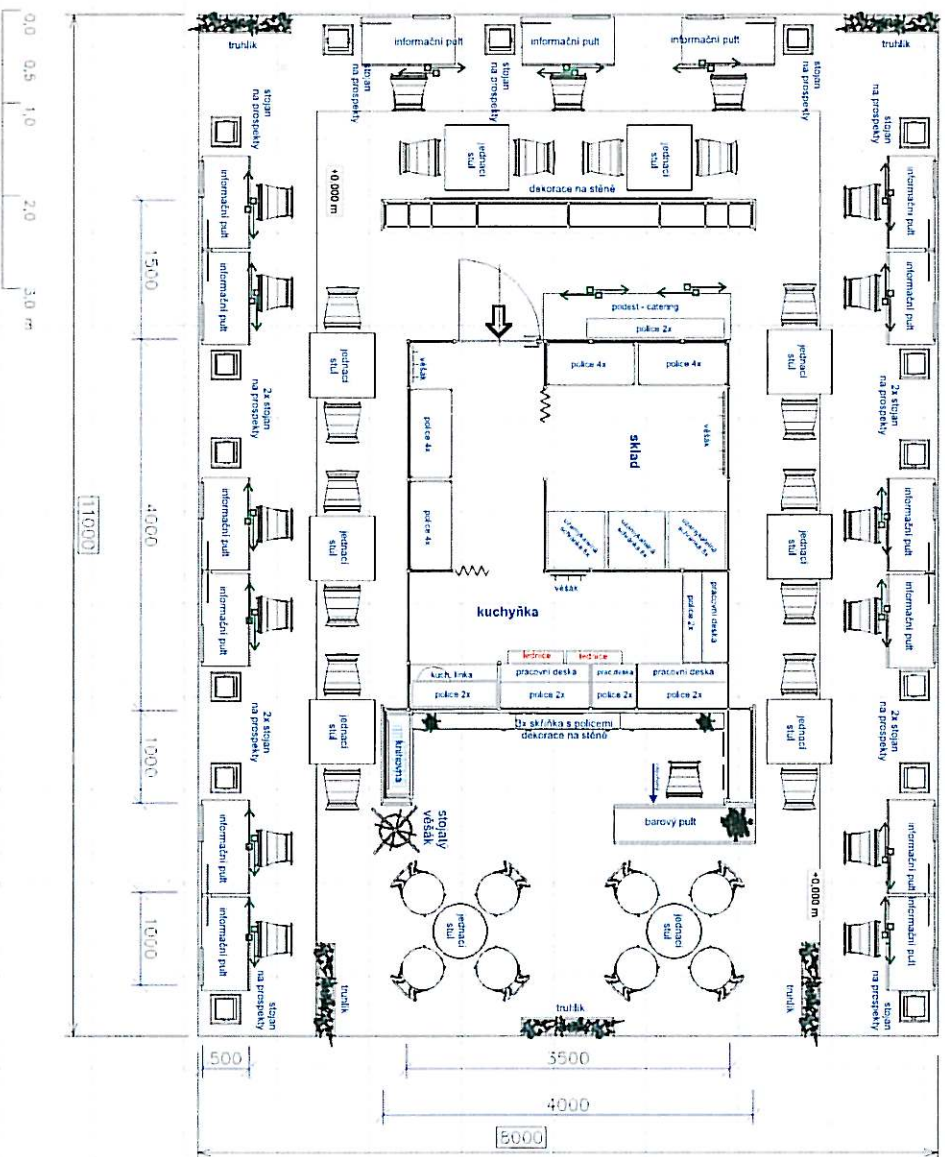 truhlík
informační pult
informační pult
informační pult
truhlík
stojan
na prospekty
stojan
na prospekty
stojan
na prospekty
stojan
na prospekty
stojan
na prospekty
jednací
stůl
jednací
stůl
dekorace na stěně
+0,000 m
informační pult
informační pult
informační pult
informační pult
podest - catering
police 2x
police 4x
police 4x
věšák
věšák
sklad
jednací
stůl
jednací
stůl
2x stojan
na prospekty
2x stojan
na prospekty
police 4x
police 4x
informační pult
informační pult
jednací
stůl
jednací
stůl
informační pult
informační pult
věšák
kuchyňka
pracovní deska
police 2x
lednice
lednice
kuch. linka
police 2x
pracovní deska
police 2x
prac.deska
police 2x
pracovní deska
police 2x
3x skříňka s policemi
dekorace na stěně
knihovna
jednací
stůl
jednací
stůl
2x stojan
na prospekty
2x stojan
na prospekty
stojatý
věšák
barový pult
informační pult
informační pult
informační pult
informační pult
+0,000 m
jednací
stůl
jednací
stůl
stojan
na prospekty
stojan
na prospekty
truhlík
truhlík
truhlík
0,0 0,5 1,0 2,0 3,0 m
1500
4000
1000
1000
11000
500
3500
4000
8000